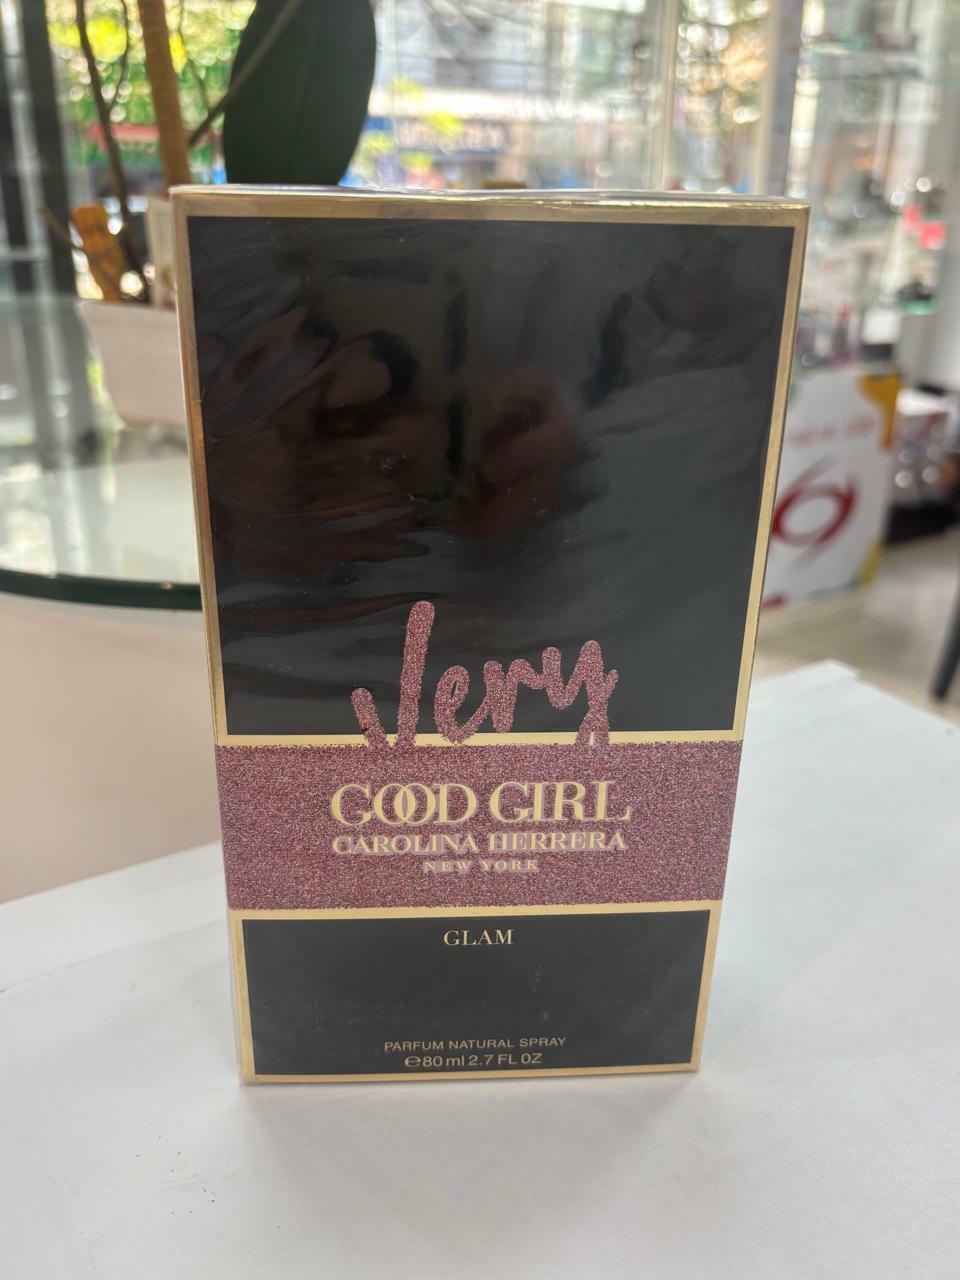 Very
GOOD GIRL
CAROLINA HERRERA
NEW YORK
GLAM
PARFUM NATURAL SPRAY
℮80 ml 2.7 FL OZ